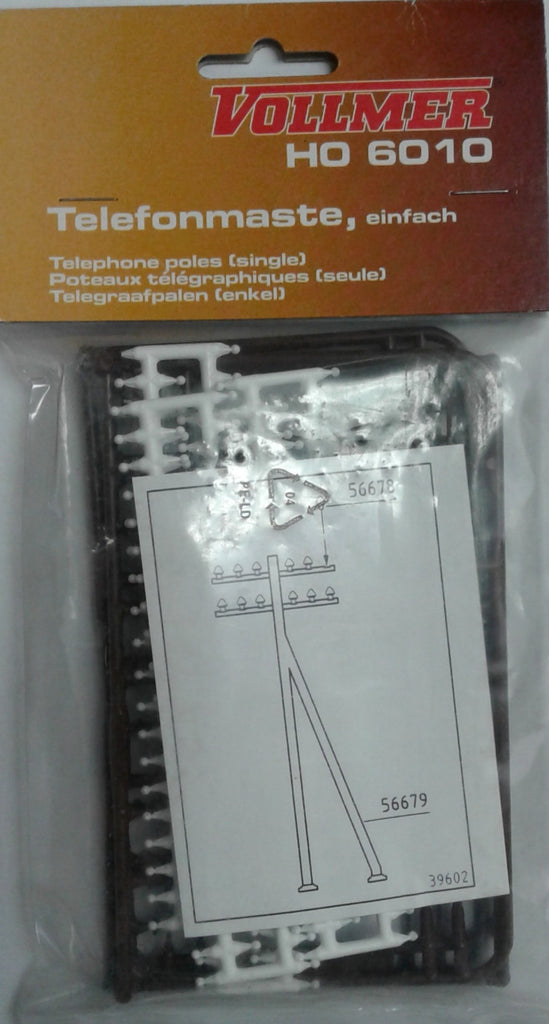 VOLLMER
HO 6010
Telefonmaste, einfach
Telephone poles (single)
Poteaux télégraphiques (seule)
Telegraafpalen (enkel)
04
PE-LD
56678
56679
39602